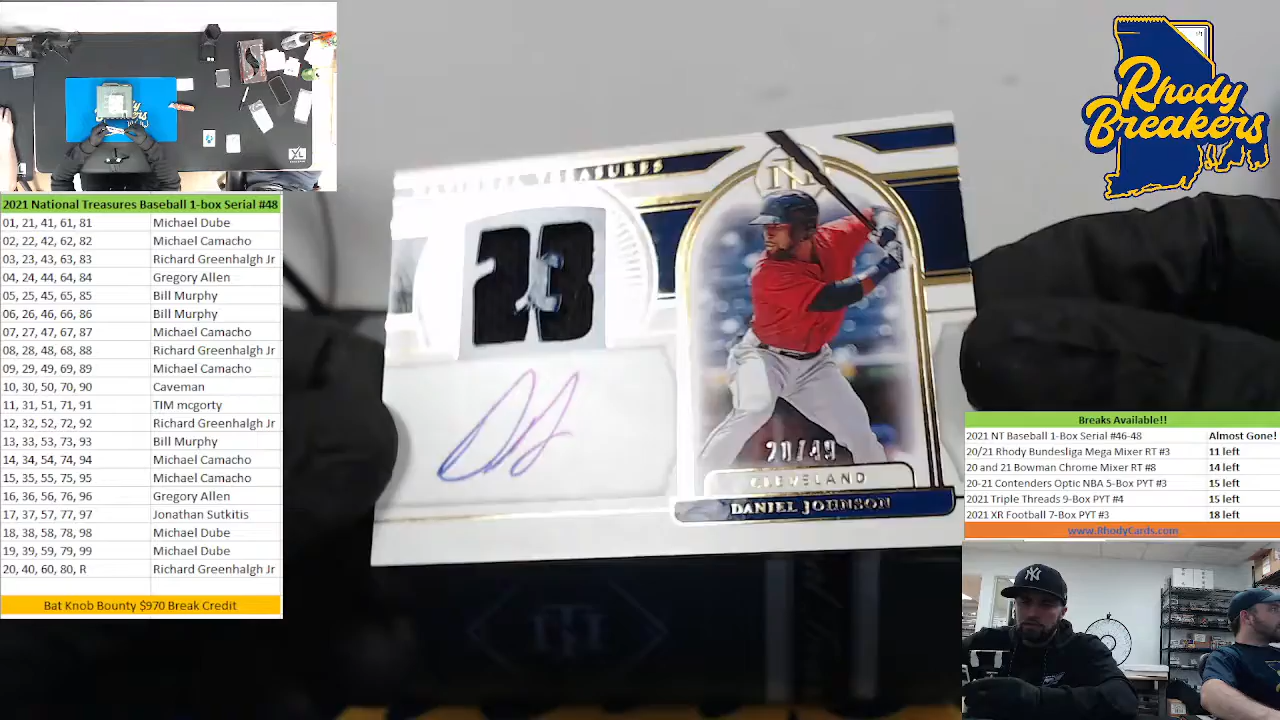 2021 National Treasures Baseball 1-box Serial #48
01, 21, 41, 61, 81 Michael Dube
02, 22, 42, 62, 82 Michael Camacho
03, 23, 43, 63, 83 Richard Greenhalgh Jr
04, 24, 44, 64, 84 Gregory Allen
05, 25, 45, 65, 85 Bill Murphy
06, 26, 46, 66, 86 Bill Murphy
07, 27, 47, 67, 87 Michael Camacho
08, 28, 48, 68, 88 Richard Greenhalgh Jr
09, 29, 49, 69, 89 Michael Camacho
10, 30, 50, 70, 90 Caveman
11, 31, 51, 71, 91 TIM mcgorty
12, 32, 52, 72, 92 Richard Greenhalgh Jr
13, 33, 53, 73, 93 Bill Murphy
14, 34, 54, 74, 94 Michael Camacho
15, 35, 55, 75, 95 Michael Camacho
16, 36, 56, 76, 96 Gregory Allen
17, 37, 57, 77, 97 Jonathan Sutkitis
18, 38, 58, 78, 98 Michael Dube
19, 39, 59, 79, 99 Michael Dube
20, 40, 60, 80, R Richard Greenhalgh Jr
Bat Knob Bounty $970 Break Credit
NATIONAL TREASURES
23
20/49
CLEVELAND
DANIEL JOHNSON
Rhody
Breakers
Breaks Available!!
2021 NT Baseball 1-Box Serial #46-48 Almost Gone!
20/21 Rhody Bundesliga Mega Mixer RT #3 11 left
20 and 21 Bowman Chrome Mixer RT #8 14 left
20-21 Contenders Optic NBA 5-Box PYT #3 15 left
2021 Triple Threads 9-Box PYT #4 15 left
2021 XR Football 7-Box PYT #3 18 left
www.RhodyCards.com